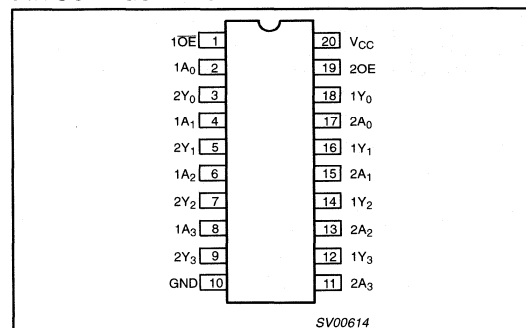 1O̅E̅ 1 20 VCC
1A0 2 19 2OE
2Y0 3 18 1Y0
1A1 4 17 2A0
2Y1 5 16 1Y1
1A2 6 15 2A1
2Y2 7 14 1Y2
1A3 8 13 2A2
2Y3 9 12 1Y3
GND 10 11 2A3
SV00614